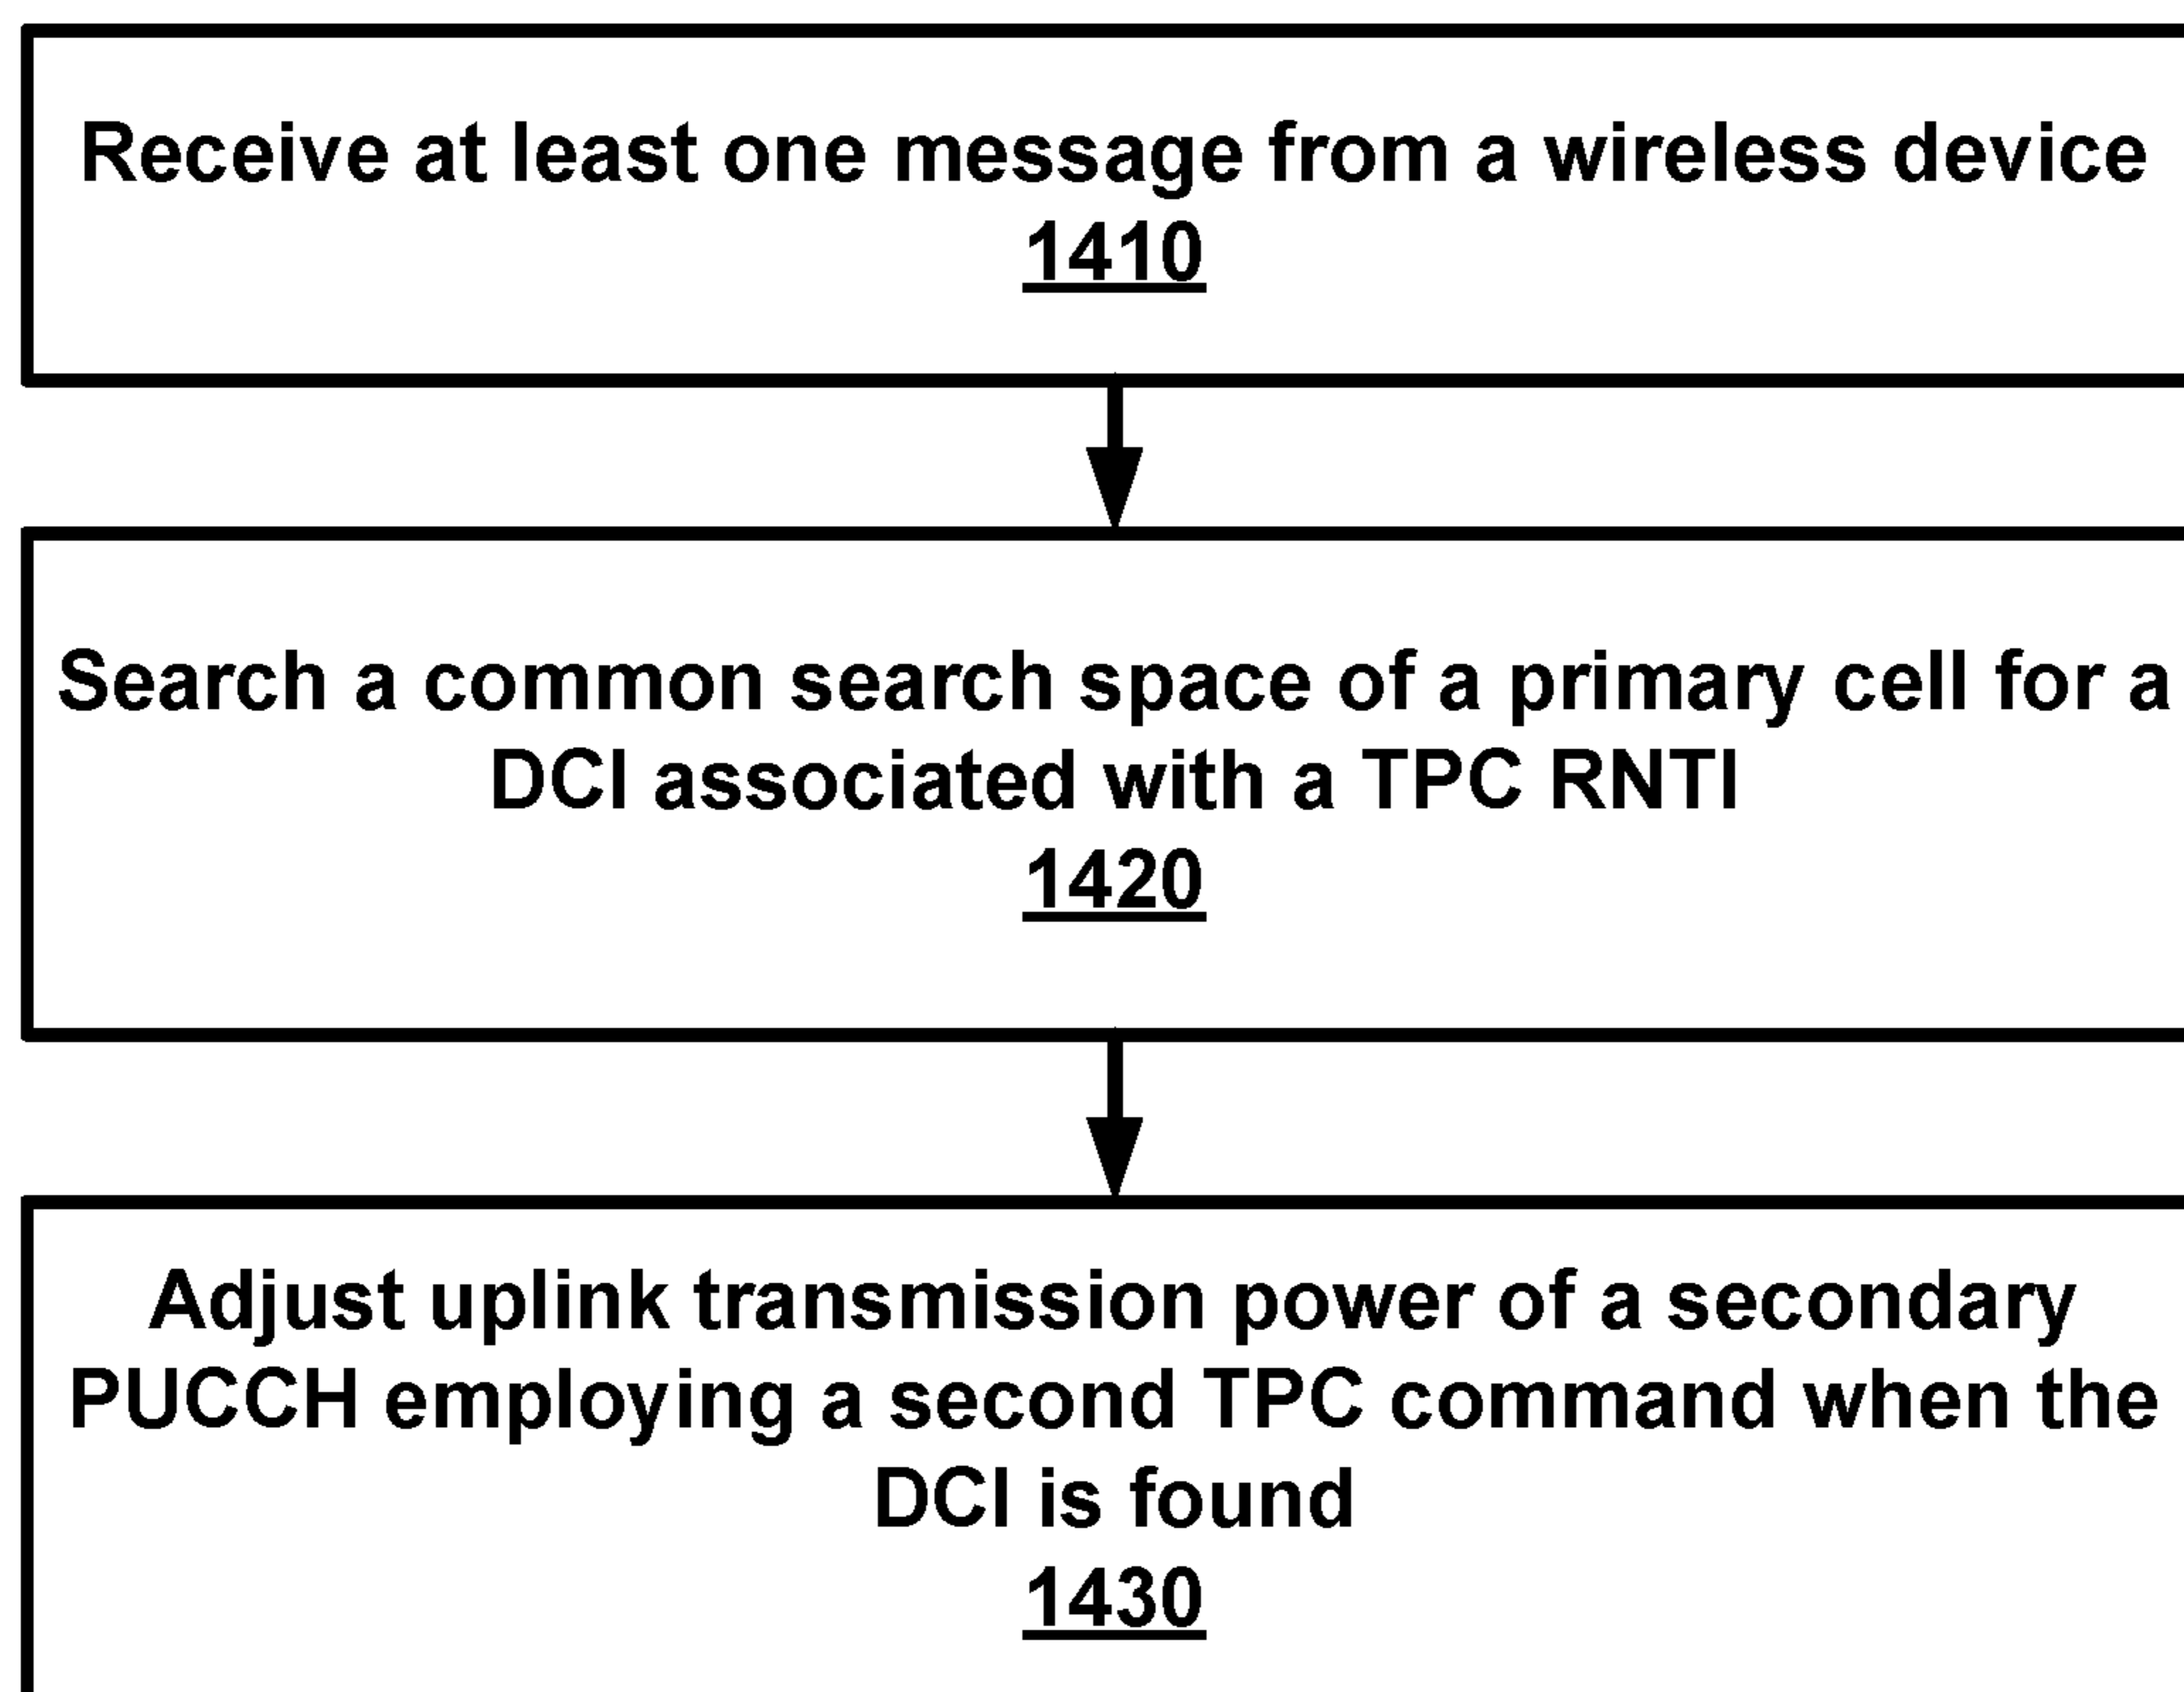 Receive at least one message from a wireless device
1410
Search a common search space of a primary cell for a
DCI associated with a TPC RNTI
1420
Adjust uplink transmission power of a secondary
PUCCH employing a second TPC command when the
DCI is found
1430